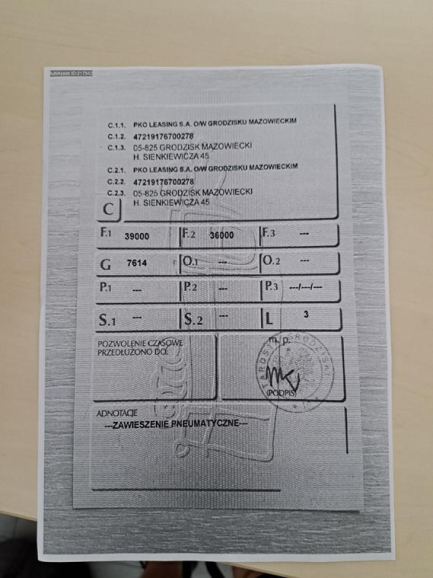 C.1.1. PKO LEASING S.A. O/W GRODZISKU MAZOWIECKIM
C.1.2. 47219176700278
C.1.3. 05-825 GRODZISK MAZOWIECKI
H. SIENKIEWICZA 45
C.2.1. PKO LEASING S.A. O/W GRODZISKU MAZOWIECKIM
C.2.2. 47219176700278
C.2.3. 05-825 GRODZISK MAZOWIECKI
H. SIENKIEWICZA 45
C
F.1 39000 F.2 36000 F.3 ---
G 7614 O.1 --- O.2 ---
P.1 --- P.2 --- P.3 ---/---/---
S.1 --- S.2 --- L 3
POZWOLENIE CZASOWE
PRZEDŁUŻONO DO:
m. p.
(PODPIS)
ADNOTACJE
---ZAWIESZENIE PNEUMATYCZNE---